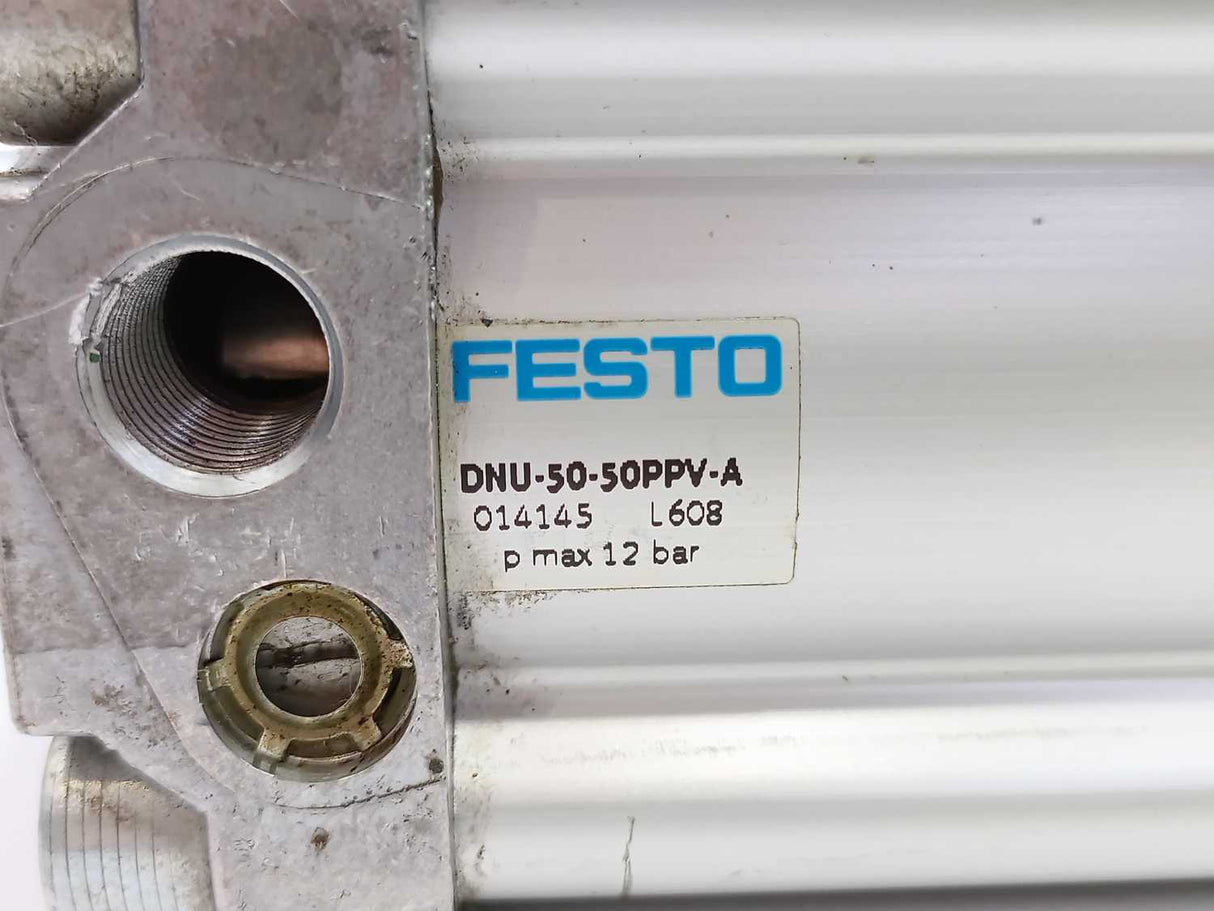 FESTO
DNU-50-50PPV-A
014145 L608
p max 12 bar